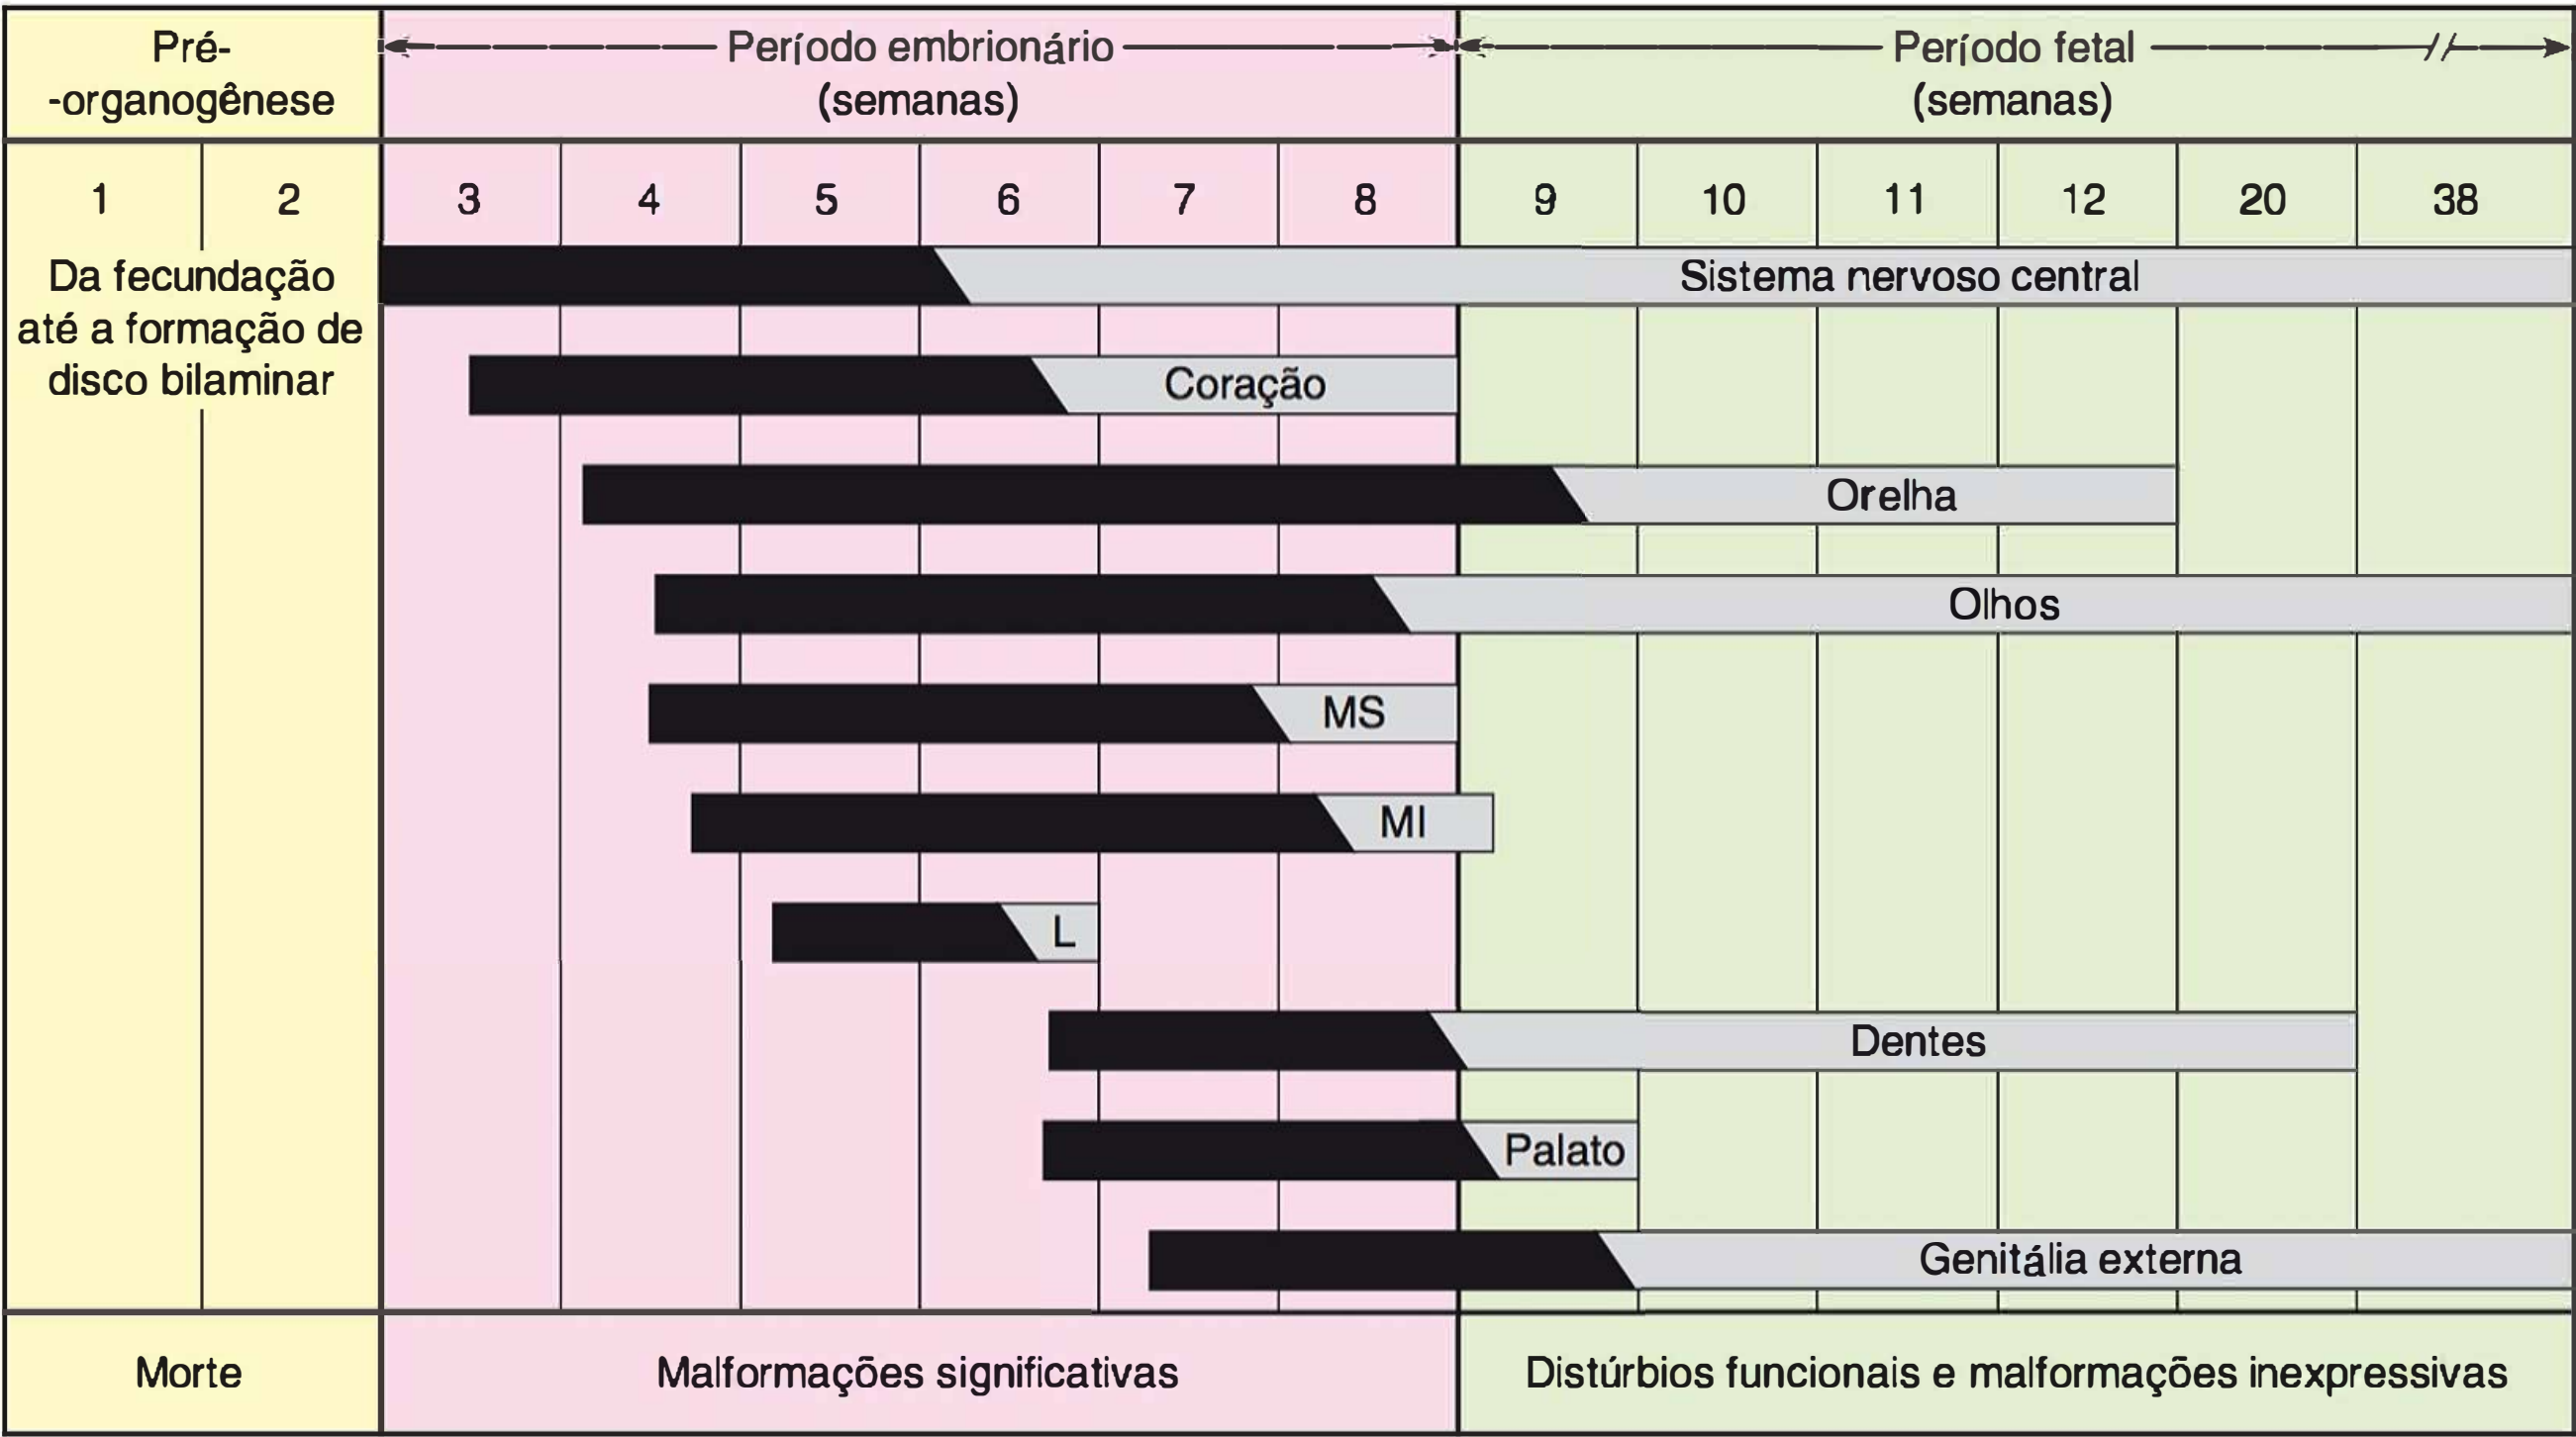 Pré-
-organogênese
Período embrionário
(semanas)
Período fetal
(semanas)
1 2 3 4 5 6 7 8 9 10 11 12 20 38
Da fecundação
até a formação de
disco bilaminar
Sistema nervoso central
Coração
Orelha
Olhos
MS
MI
L
Dentes
Palato
Genitália externa
Morte
Malformações significativas
Distúrbios funcionais e malformações inexpressivas